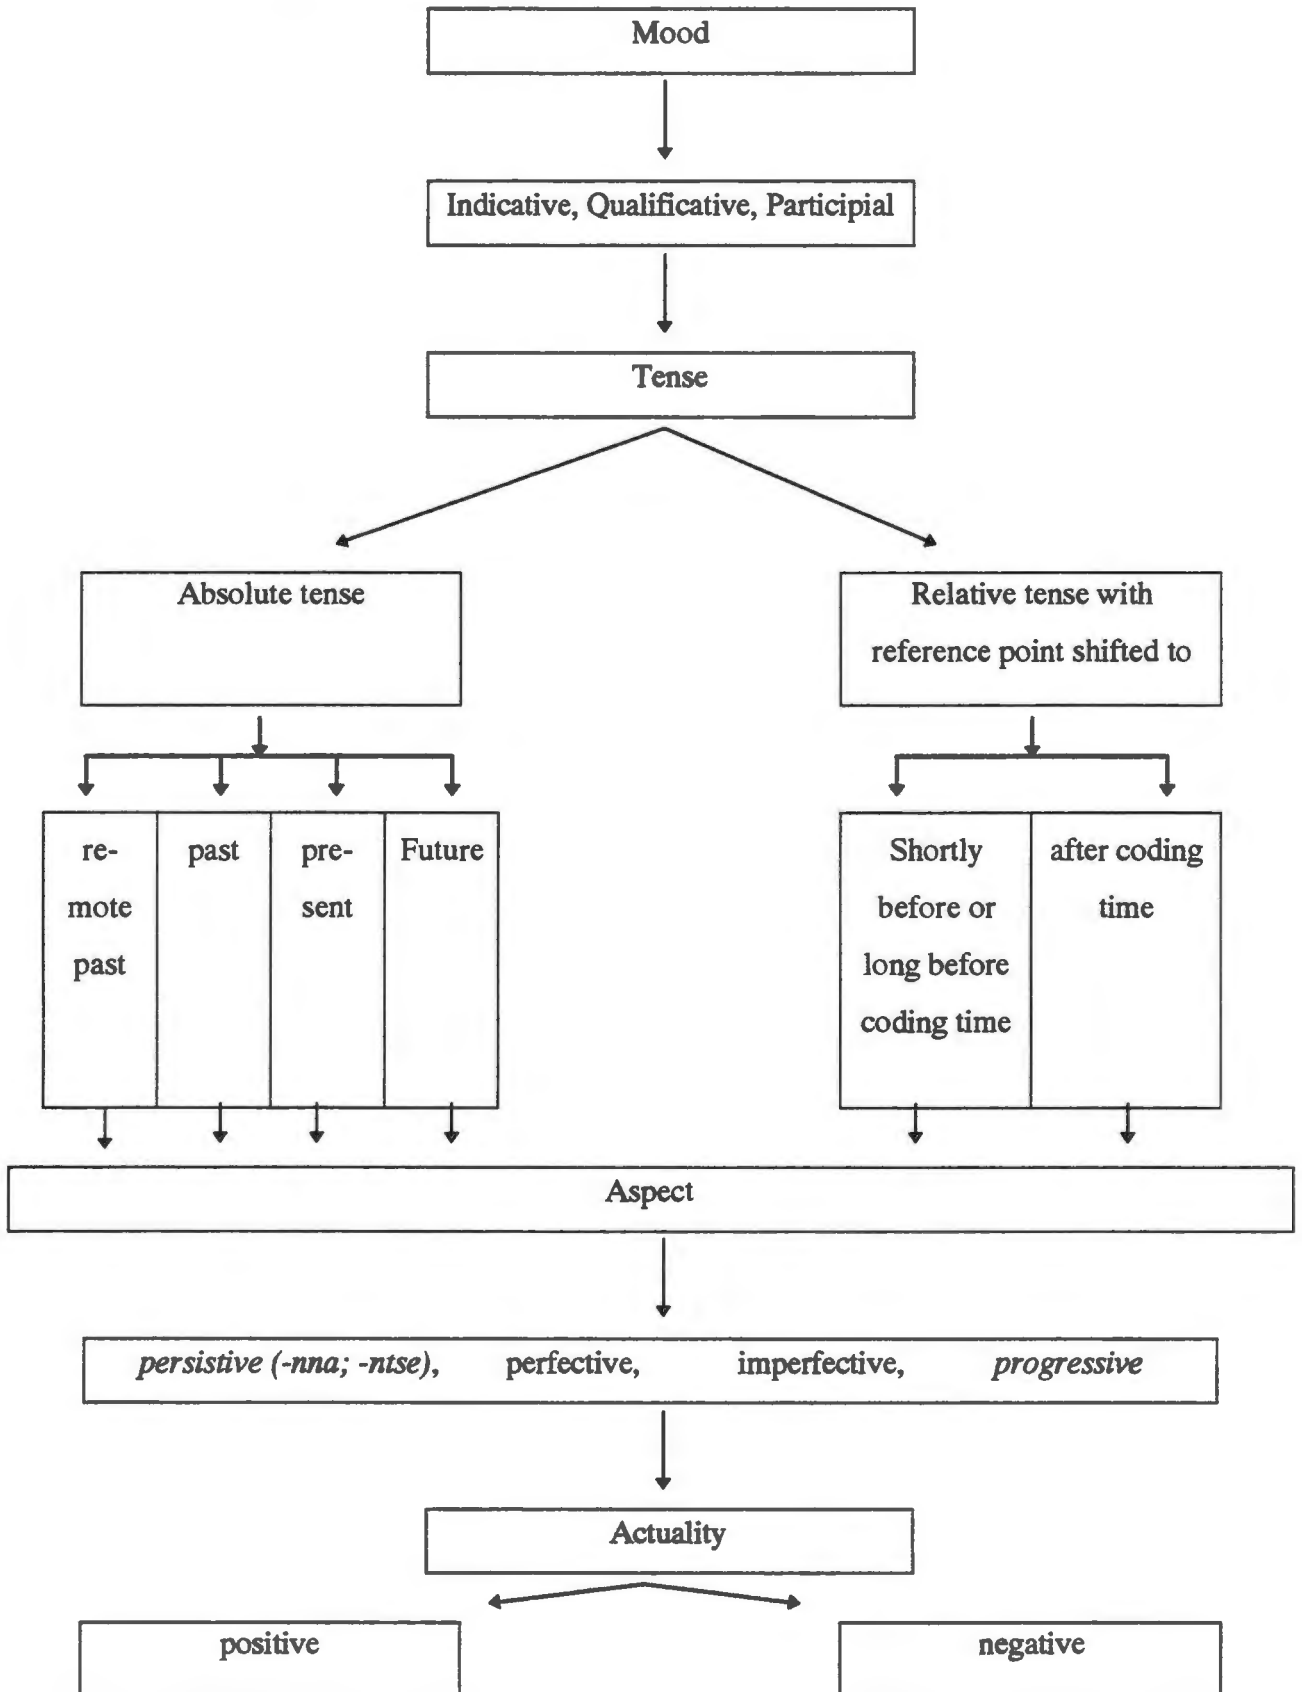 Mood
Indicative, Qualificative, Participial
Tense
Absolute tense
Relative tense with
reference point shifted to
re-
mote
past
past
pre-
sent
Future
Shortly
before or
long before
coding time
after coding
time
Aspect
persistive (-nna; -ntse), perfective, imperfective, progressive
Actuality
positive
negative